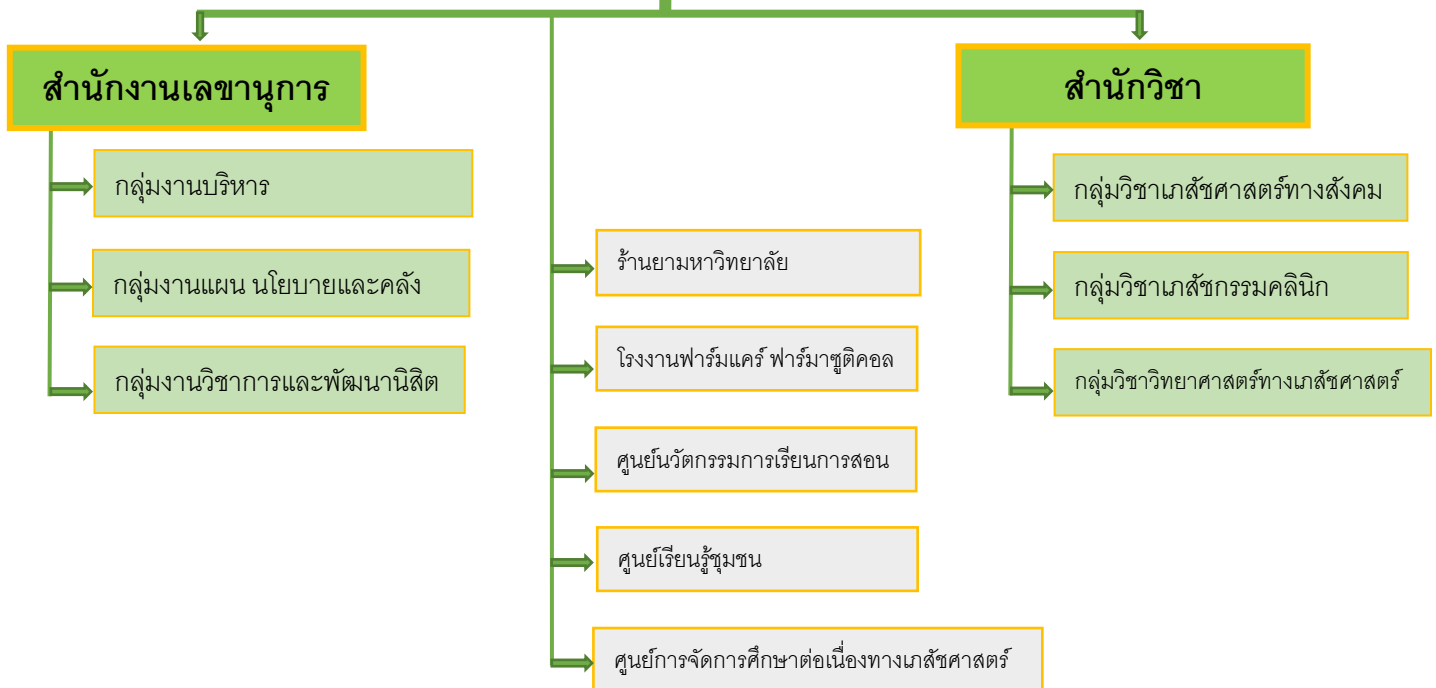 สำนักงานเลขานุการ
กลุ่มงานบริหาร
กลุ่มงานแผน นโยบายและคลัง
กลุ่มงานวิชาการและพัฒนานิสิต
ร้านยามหาวิทยาลัย
โรงงานฟาร์มแคร์ ฟาร์มาซูติคอล
ศูนย์นวัตกรรมการเรียนการสอน
ศูนย์เรียนรู้ชุมชน
ศูนย์การจัดการศึกษาต่อเนื่องทางเภสัชศาสตร์
สำนักวิชา
กลุ่มวิชาเภสัชศาสตร์ทางสังคม
กลุ่มวิชาเภสัชกรรมคลินิก
กลุ่มวิชาวิทยาศาสตร์ทางเภสัชศาสตร์